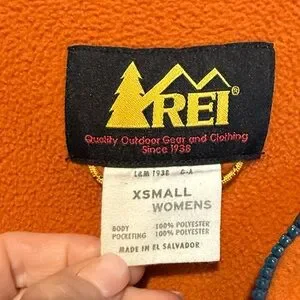 REI
Quality Outdoor Gear and Clothing
Since 1938
L&M 1938 G-A
XSMALL
WOMENS
BODY 100% POLYESTER
POCKETING 100% POLYESTER
MADE IN EL SALVADOR